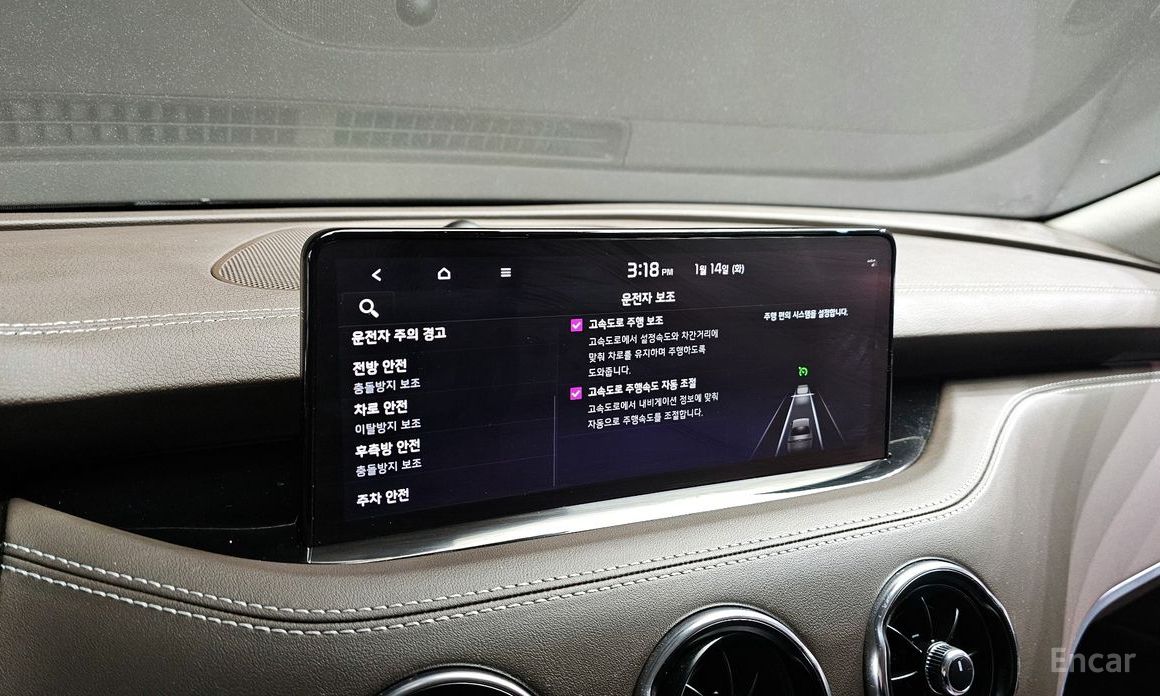 3:18 PM 1월 14일 (화)
운전자 보조
운전자 주의 경고
전방 안전
충돌방지 보조
차로 안전
이탈방지 보조
후측방 안전
충돌방지 보조
주차 안전
고속도로 주행 보조
고속도로에서 설정속도와 차간거리에
맞춰 차로를 유지하며 주행하도록
도와줍니다.
고속도로 주행속도 자동 조절
고속도로에서 내비게이션 정보에 맞춰
자동으로 주행속도를 조절합니다.
주행 편의 시스템을 설정합니다.
Encar